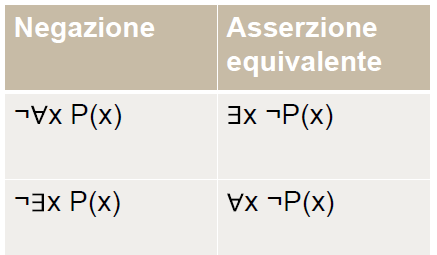 Negazione
Asserzione
equivalente
¬∀x P(x)
∃x ¬P(x)
¬∃x P(x)
∀x ¬P(x)